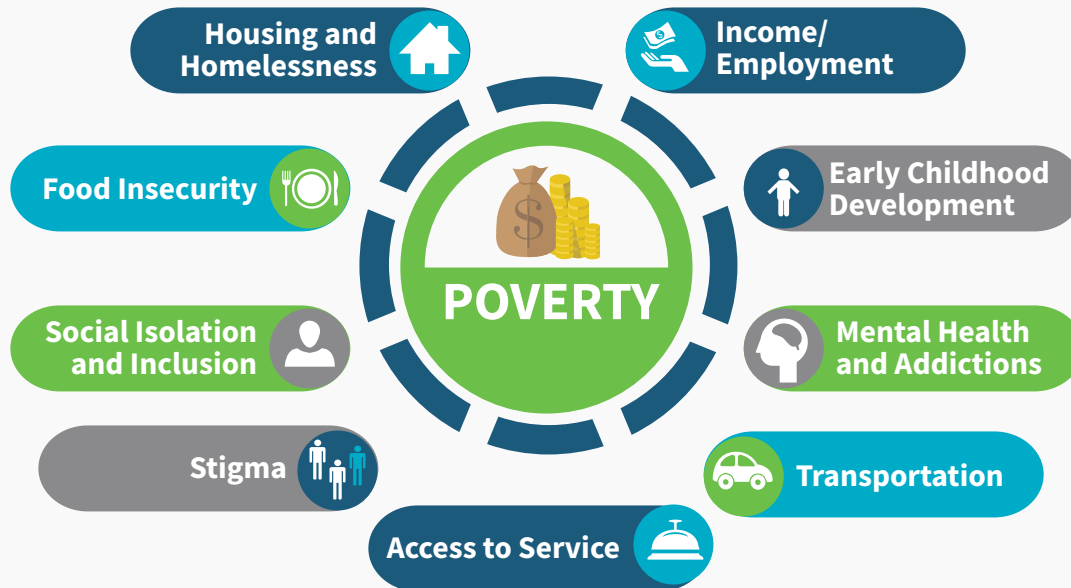 Housing and
Homelessness
Income/
Employment
Food Insecurity
Early Childhood
Development
$
POVERTY
Social Isolation
and Inclusion
Mental Health
and Addictions
Stigma
Transportation
Access to Service